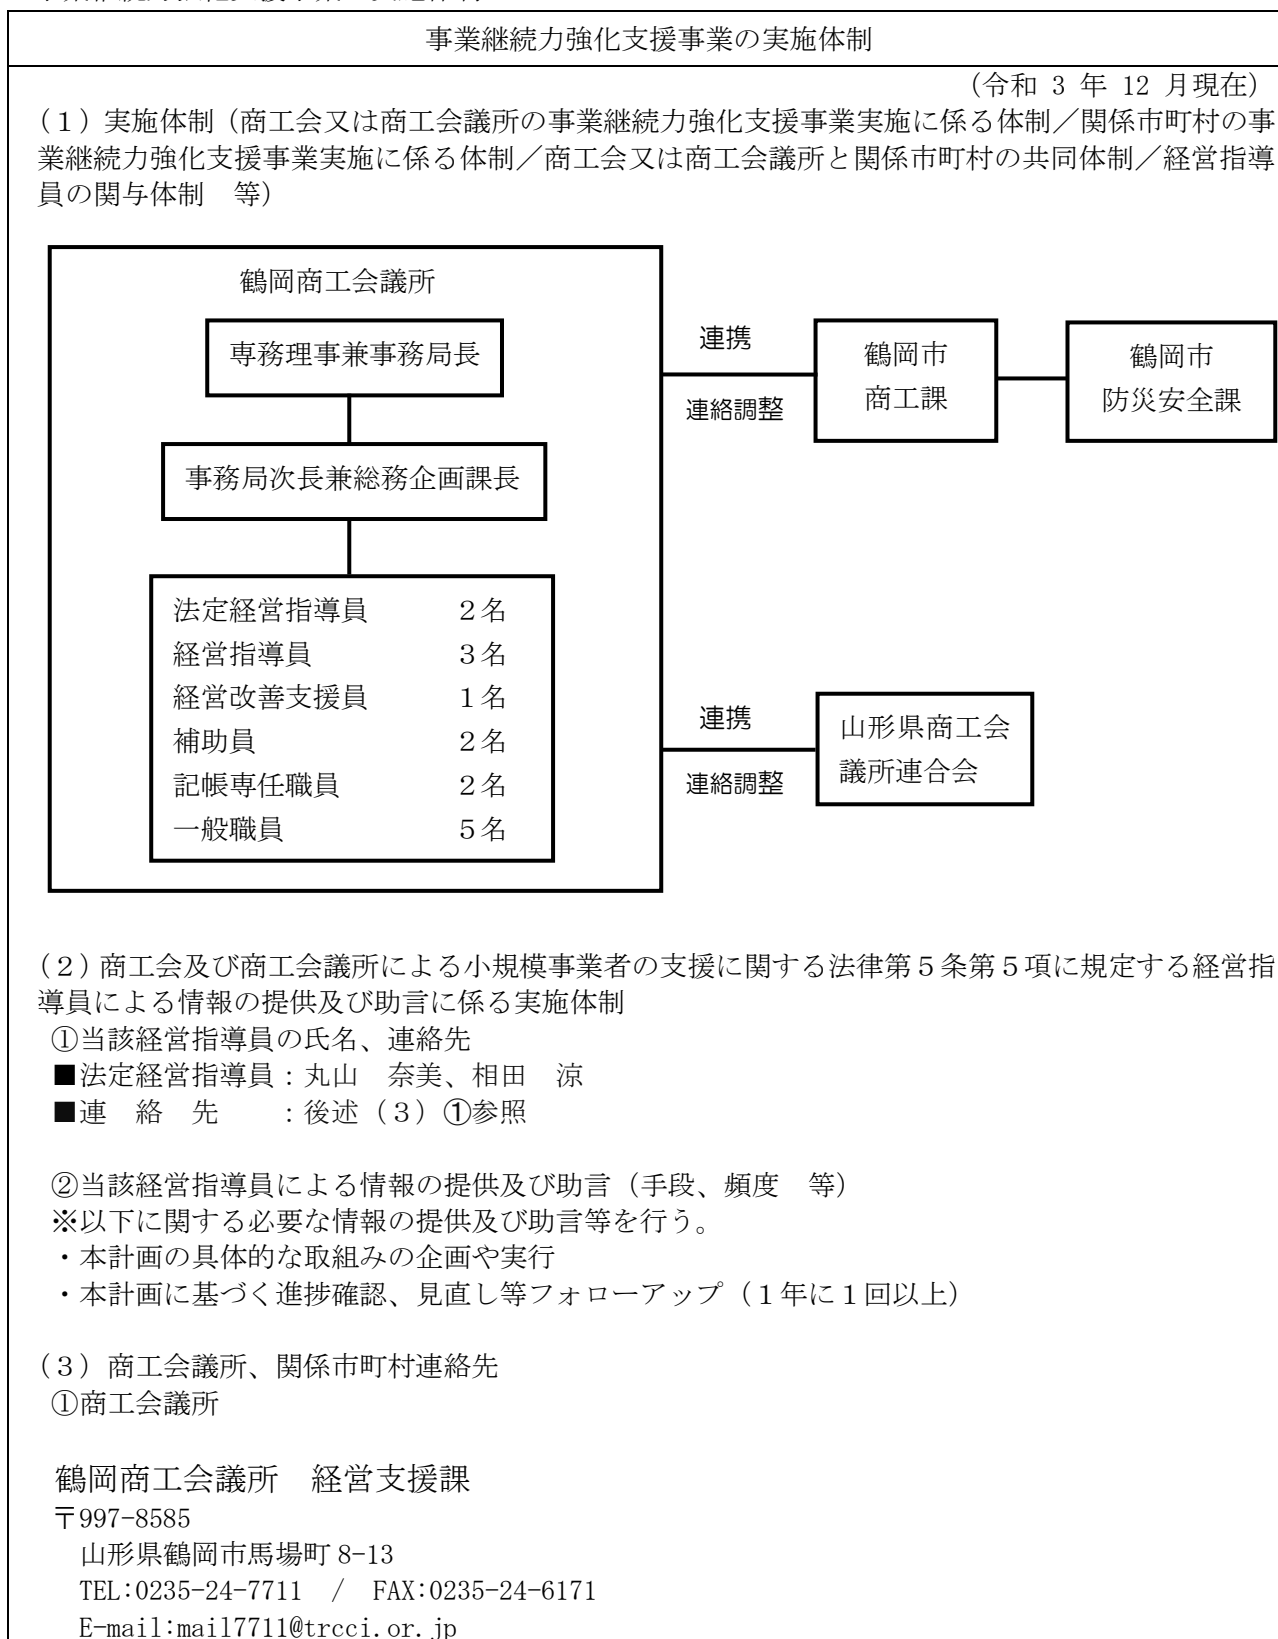 事業継続力強化支援事業の実施体制
(令和 3 年 12 月現在)
(1)実施体制(商工会又は商工会議所の事業継続力強化支援事業実施に係る体制/関係市町村の事
業継続力強化支援事業実施に係る体制/商工会又は商工会議所と関係市町村の共同体制/経営指導
員の関与体制 等)
鶴岡商工会議所
専務理事兼事務局長
事務局次長兼総務企画課長
法定経営指導員 2名
経営指導員 3名
経営改善支援員 1名
補助員 2名
記帳専任職員 2名
一般職員 5名
連携
連絡調整
鶴岡市
商工課
鶴岡市
防災安全課
連携
連絡調整
山形県商工会
議所連合会
(2)商工会及び商工会議所による小規模事業者の支援に関する法律第5条第5項に規定する経営指
導員による情報の提供及び助言に係る実施体制
①当該経営指導員の氏名、連絡先
■法定経営指導員:丸山 奈美、相田 涼
■連 絡 先 :後述(3)①参照
②当該経営指導員による情報の提供及び助言(手段、頻度 等)
※以下に関する必要な情報の提供及び助言等を行う。
・本計画の具体的な取組みの企画や実行
・本計画に基づく進捗確認、見直し等フォローアップ(1年に1回以上)
(3)商工会議所、関係市町村連絡先
①商工会議所
鶴岡商工会議所 経営支援課
〒997-8585
山形県鶴岡市馬場町 8-13
TEL:0235-24-7711 / FAX:0235-24-6171
E-mail:mail7711@trcci.or.jp